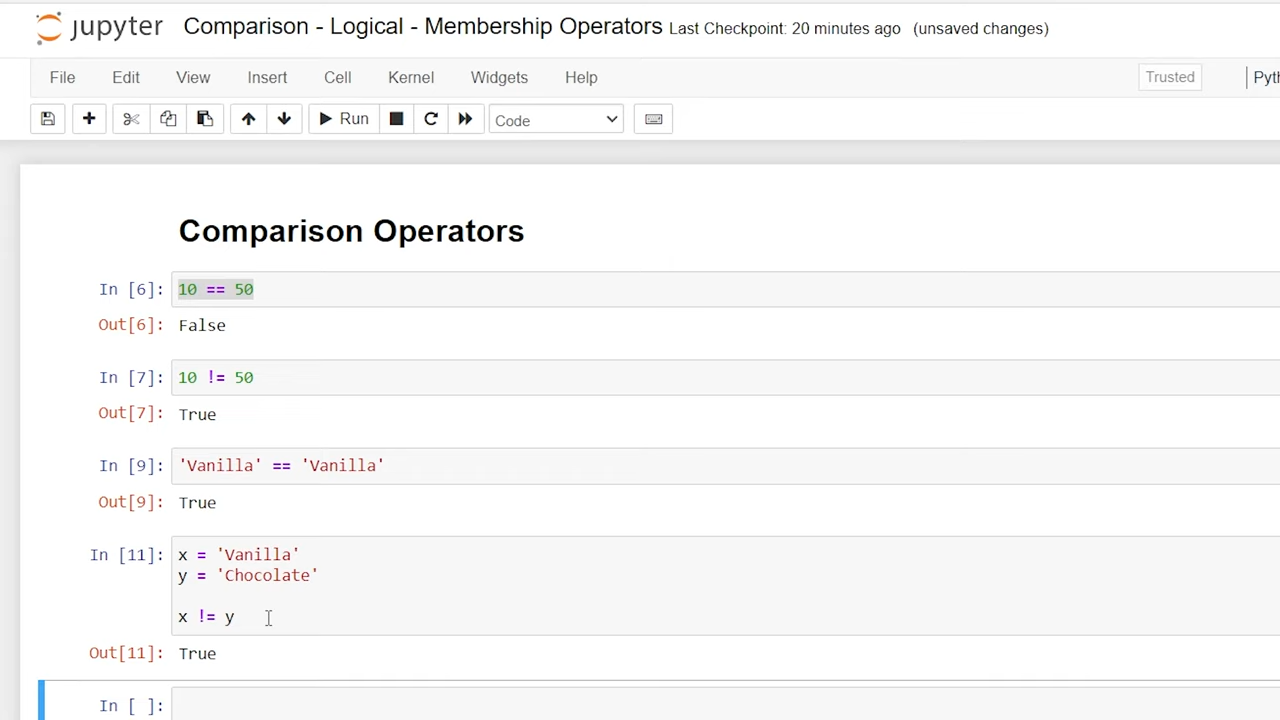 jupyter Comparison - Logical - Membership Operators Last Checkpoint: 20 minutes ago (unsaved changes)
File Edit View Insert Cell Kernel Widgets Help Trusted
Run Code
Comparison Operators
In [6]: 10 == 50
Out[6]: False
In [7]: 10 != 50
Out[7]: True
In [9]: 'Vanilla' == 'Vanilla'
Out[9]: True
In [11]: x = 'Vanilla'
y = 'Chocolate'
x != y
Out[11]: True
In [ ]: